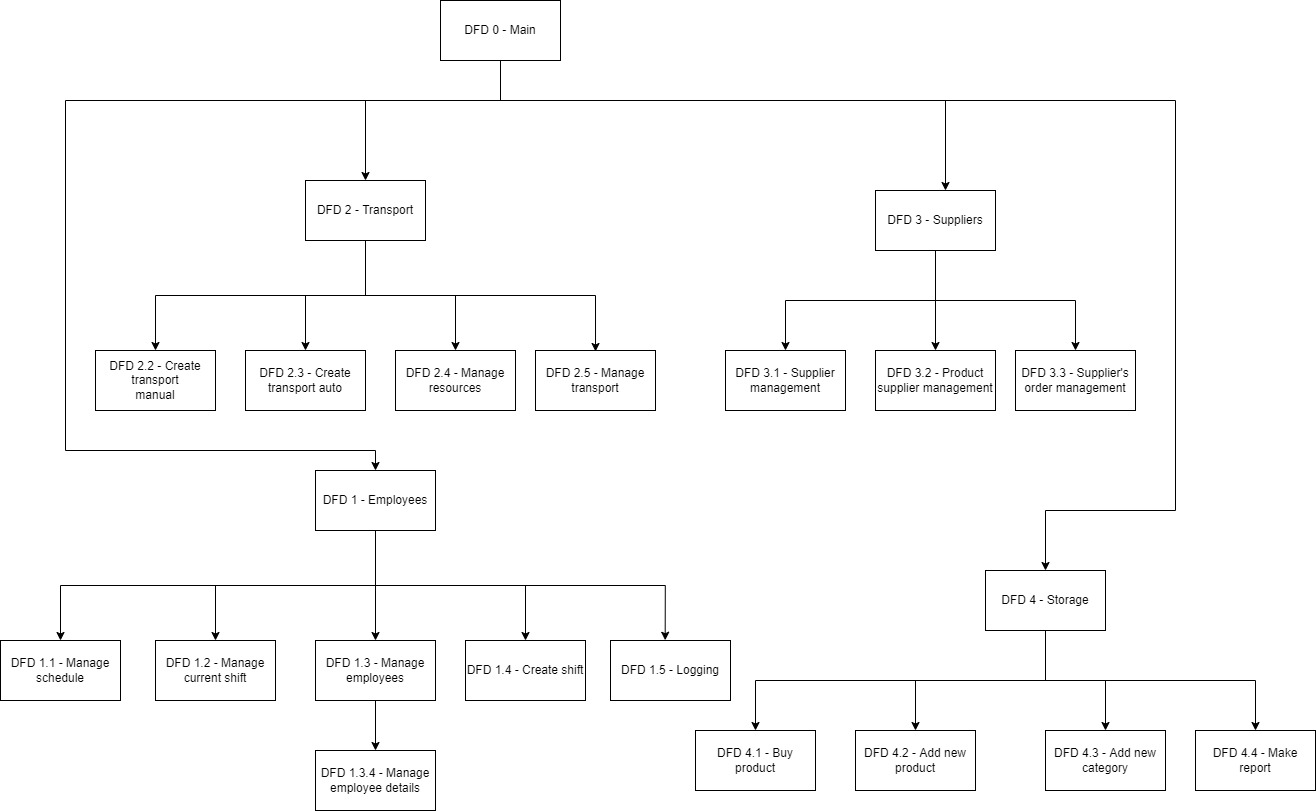 DFD 0 - Main
DFD 2 - Transport
DFD 3 - Suppliers
DFD 2.2 - Create
transport
manual
DFD 2.3 - Create
transport auto
DFD 2.4 - Manage
resources
DFD 2.5 - Manage
transport
DFD 3.1 - Supplier
management
DFD 3.2 - Product
supplier management
DFD 3.3 - Supplier's
order management
DFD 1 - Employees
DFD 4 - Storage
DFD 1.1 - Manage
schedule
DFD 1.2 - Manage
current shift
DFD 1.3 - Manage
employees
DFD 1.4 - Create shift
DFD 1.5 - Logging
DFD 4.1 - Buy
product
DFD 4.2 - Add new
product
DFD 4.3 - Add new
category
DFD 4.4 - Make
report
DFD 1.3.4 - Manage
employee details